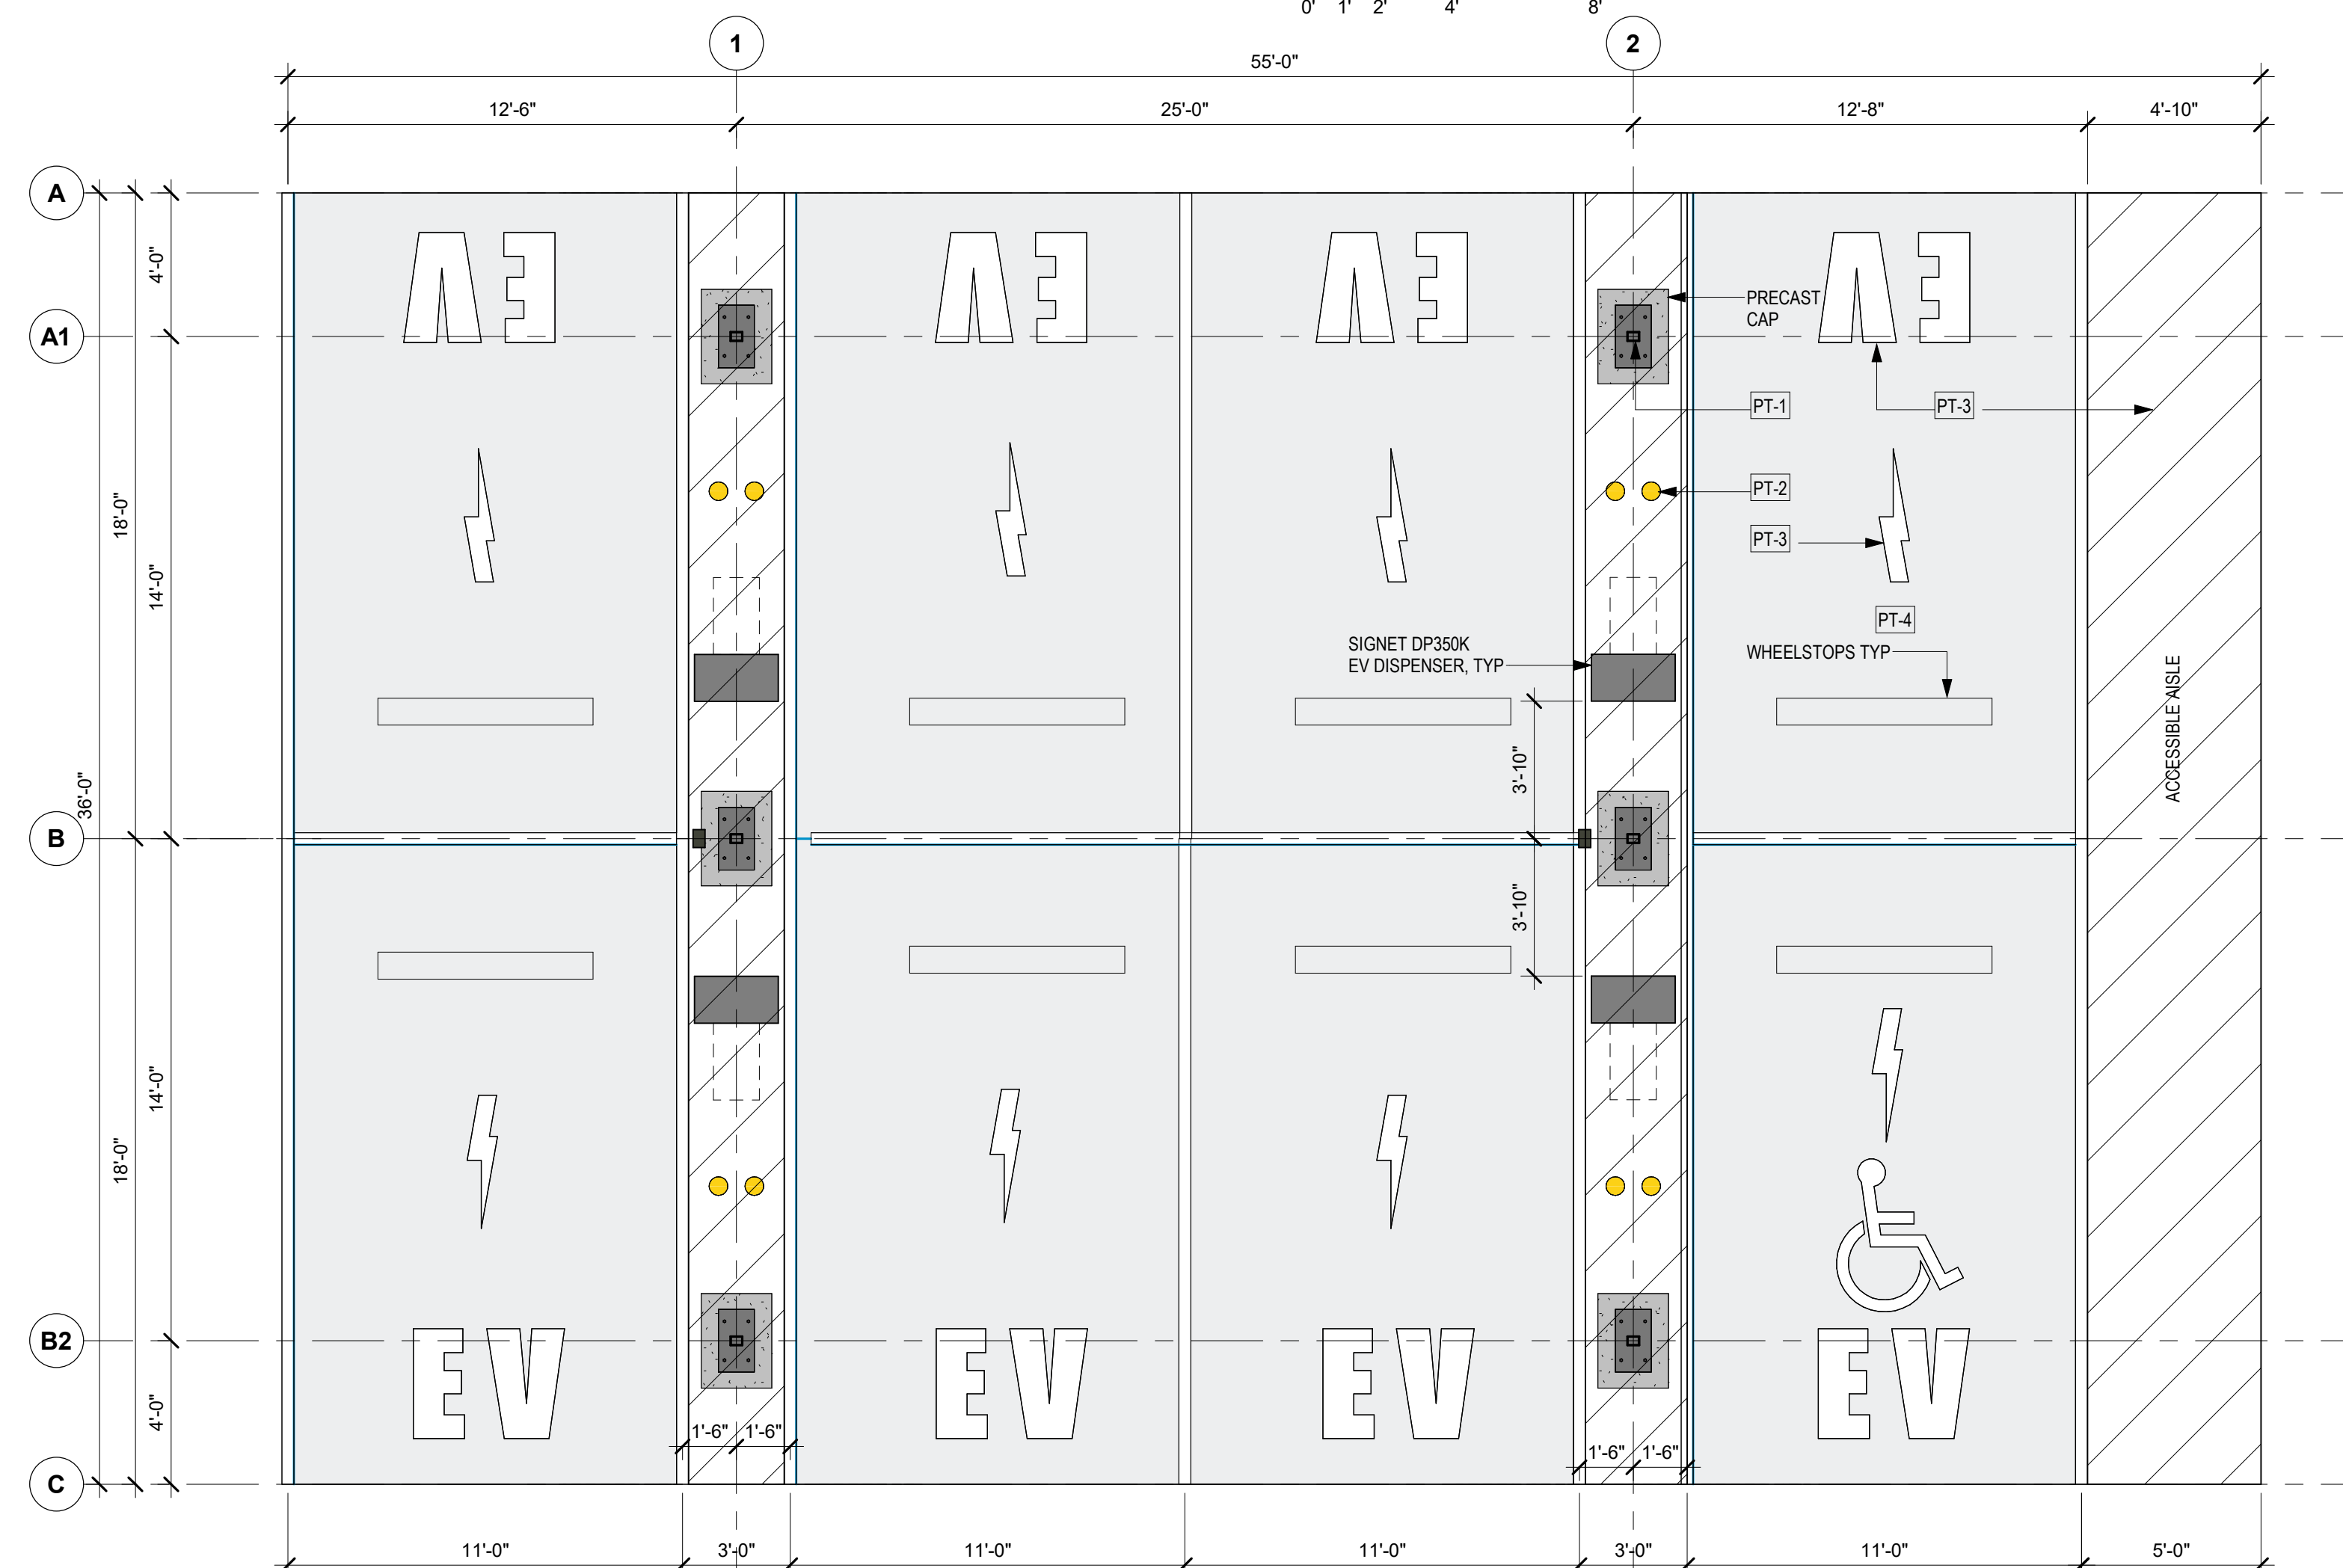 0' 1' 2' 4' 8'
1 2
55'-0"
12'-6" 25'-0" 12'-8" 4'-10"
A
EV EV EV EV
4'-0"
PRECAST
CAP
A1
PT-1 PT-3
18'-0"
PT-2
PT-3
14'-0"
PT-4
SIGNET DP350K
EV DISPENSER, TYP
WHEELSTOPS TYP
ACCESSIBLE AISLE
3'-10"
36'-0"
B
3'-10"
14'-0"
18'-0"
B2
EV EV EV EV
4'-0"
1'-6" 1'-6" 1'-6" 1'-6"
C
11'-0" 3'-0" 11'-0" 11'-0" 3'-0" 11'-0" 5'-0"